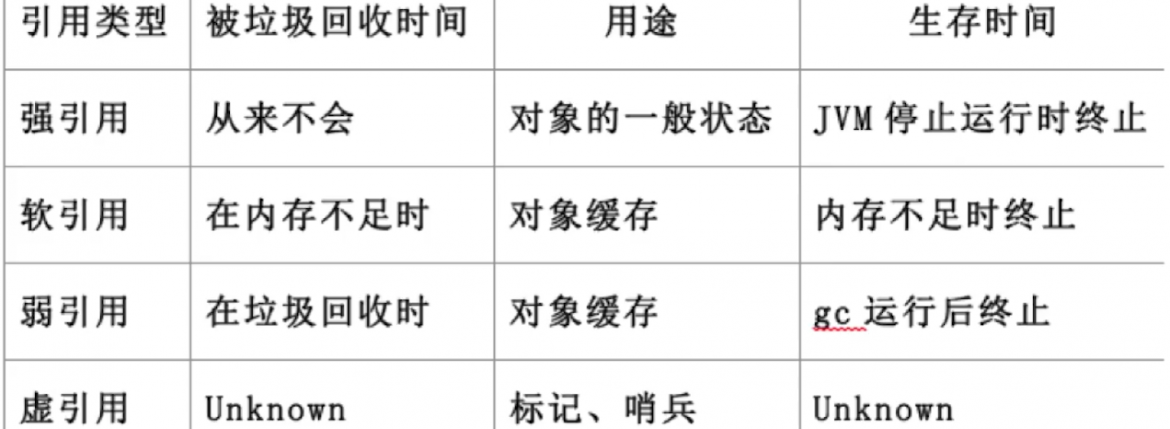 引用类型 被垃圾回收时间 用途 生存时间
强引用 从来不会 对象的一般状态 JVM 停止运行时终止
软引用 在内存不足时 对象缓存 内存不足时终止
弱引用 在垃圾回收时 对象缓存 gc 运行后终止
虚引用 Unknown 标记、哨兵 Unknown